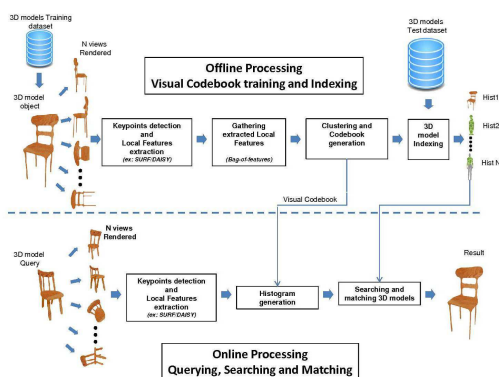 3D models Training
dataset
N views
Rendered
3D model
object
Offline Processing
Visual Codebook training and Indexing
3D models
Test dataset
Keypoints detection
and
Local Features
extraction
(ex: SURF/DAISY)
Gathering
extracted Local
Features
(Bag-of-features)
Clustering and
Codebook
generation
3D
model
Indexing
Hist1
Hist2
Hist N
Visual Codebook
3D model
Query
N views
Rendered
Keypoints detection
and
Local Features
extraction
(ex: SURF/DAISY)
Histogram
generation
Searching and
matching 3D models
Result
Online Processing
Querying, Searching and Matching